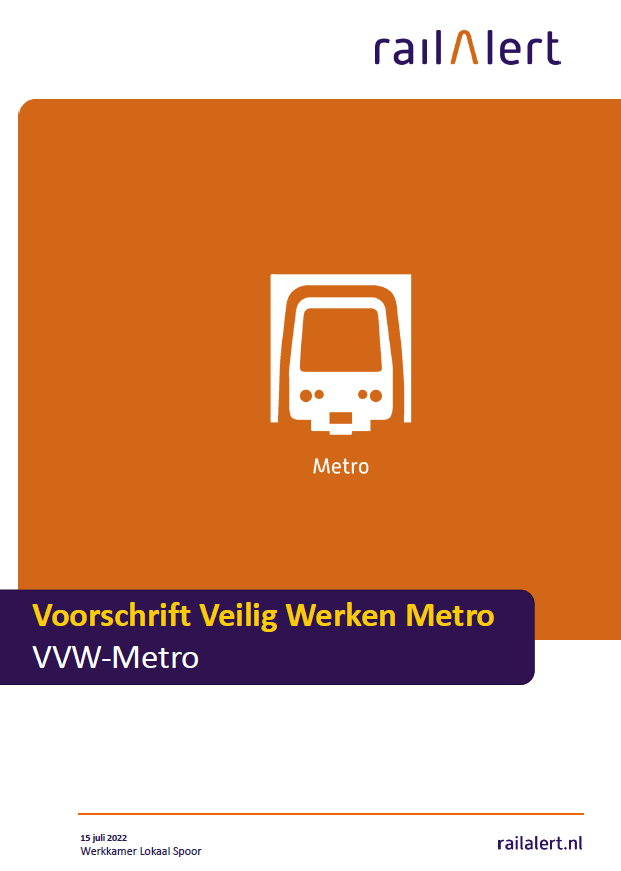 railAlert
Metro
Voorschrift Veilig Werken Metro
VVW-Metro
15 juli 2022
Werkkamer Lokaal Spoor
railalert.nl